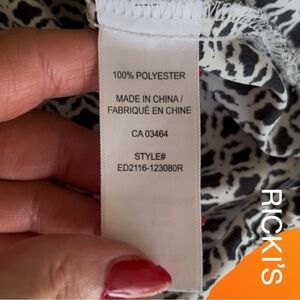 100% POLYESTER
MADE IN CHINA /
FABRIQUÉ EN CHINE
CA 03464
STYLE#
ED2116-123080R
RICKI'S